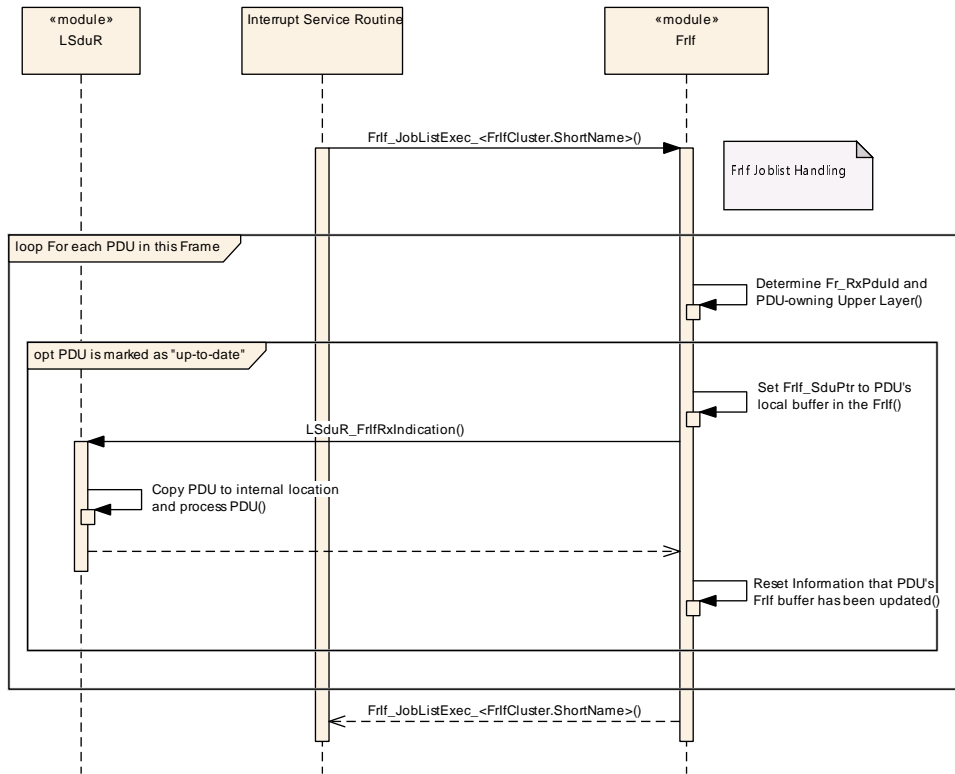 «module»
LSduR
Interrupt Service Routine
«module»
FrIf
FrIf_JobListExec_<FrIfCluster.ShortName>()
FrIf Joblist Handling
loop For each PDU in this Frame
Determine Fr_RxPduId and
PDU-owning Upper Layer()
opt PDU is marked as "up-to-date"
Set FrIf_SduPtr to PDU's
local buffer in the FrIf()
LSduR_FrIfRxIndication()
Copy PDU to internal location
and process PDU()
Reset Information that PDU's
FrIf buffer has been updated()
FrIf_JobListExec_<FrIfCluster.ShortName>()